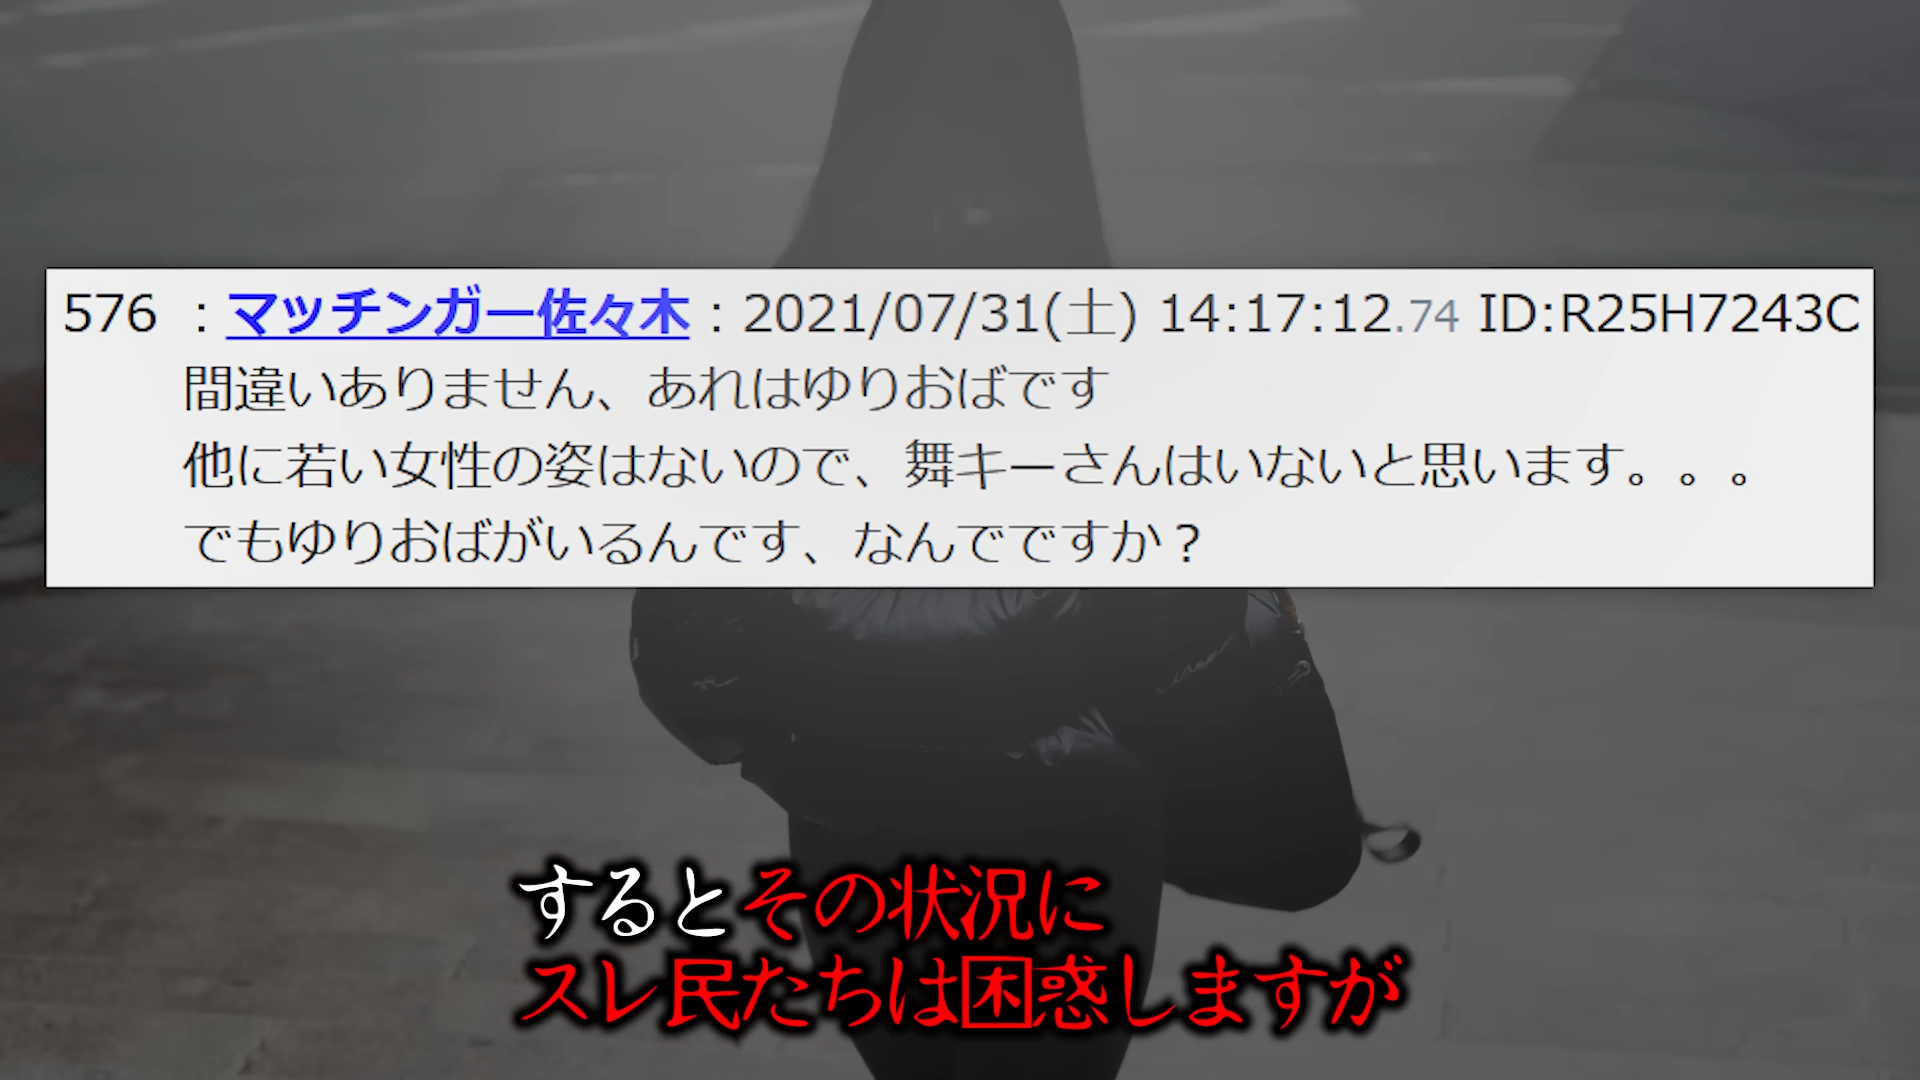 576 ：マッチンガー佐々木：2021/07/31(土) 14:17:12.74 ID:R25H7243C
間違いありません、あれはゆりおばです
他に若い女性の姿はないので、舞キーさんはいないと思います。。。
でもゆりおばがいるんです、なんでですか？
するとその状況に
スレ民たちは困惑しますが